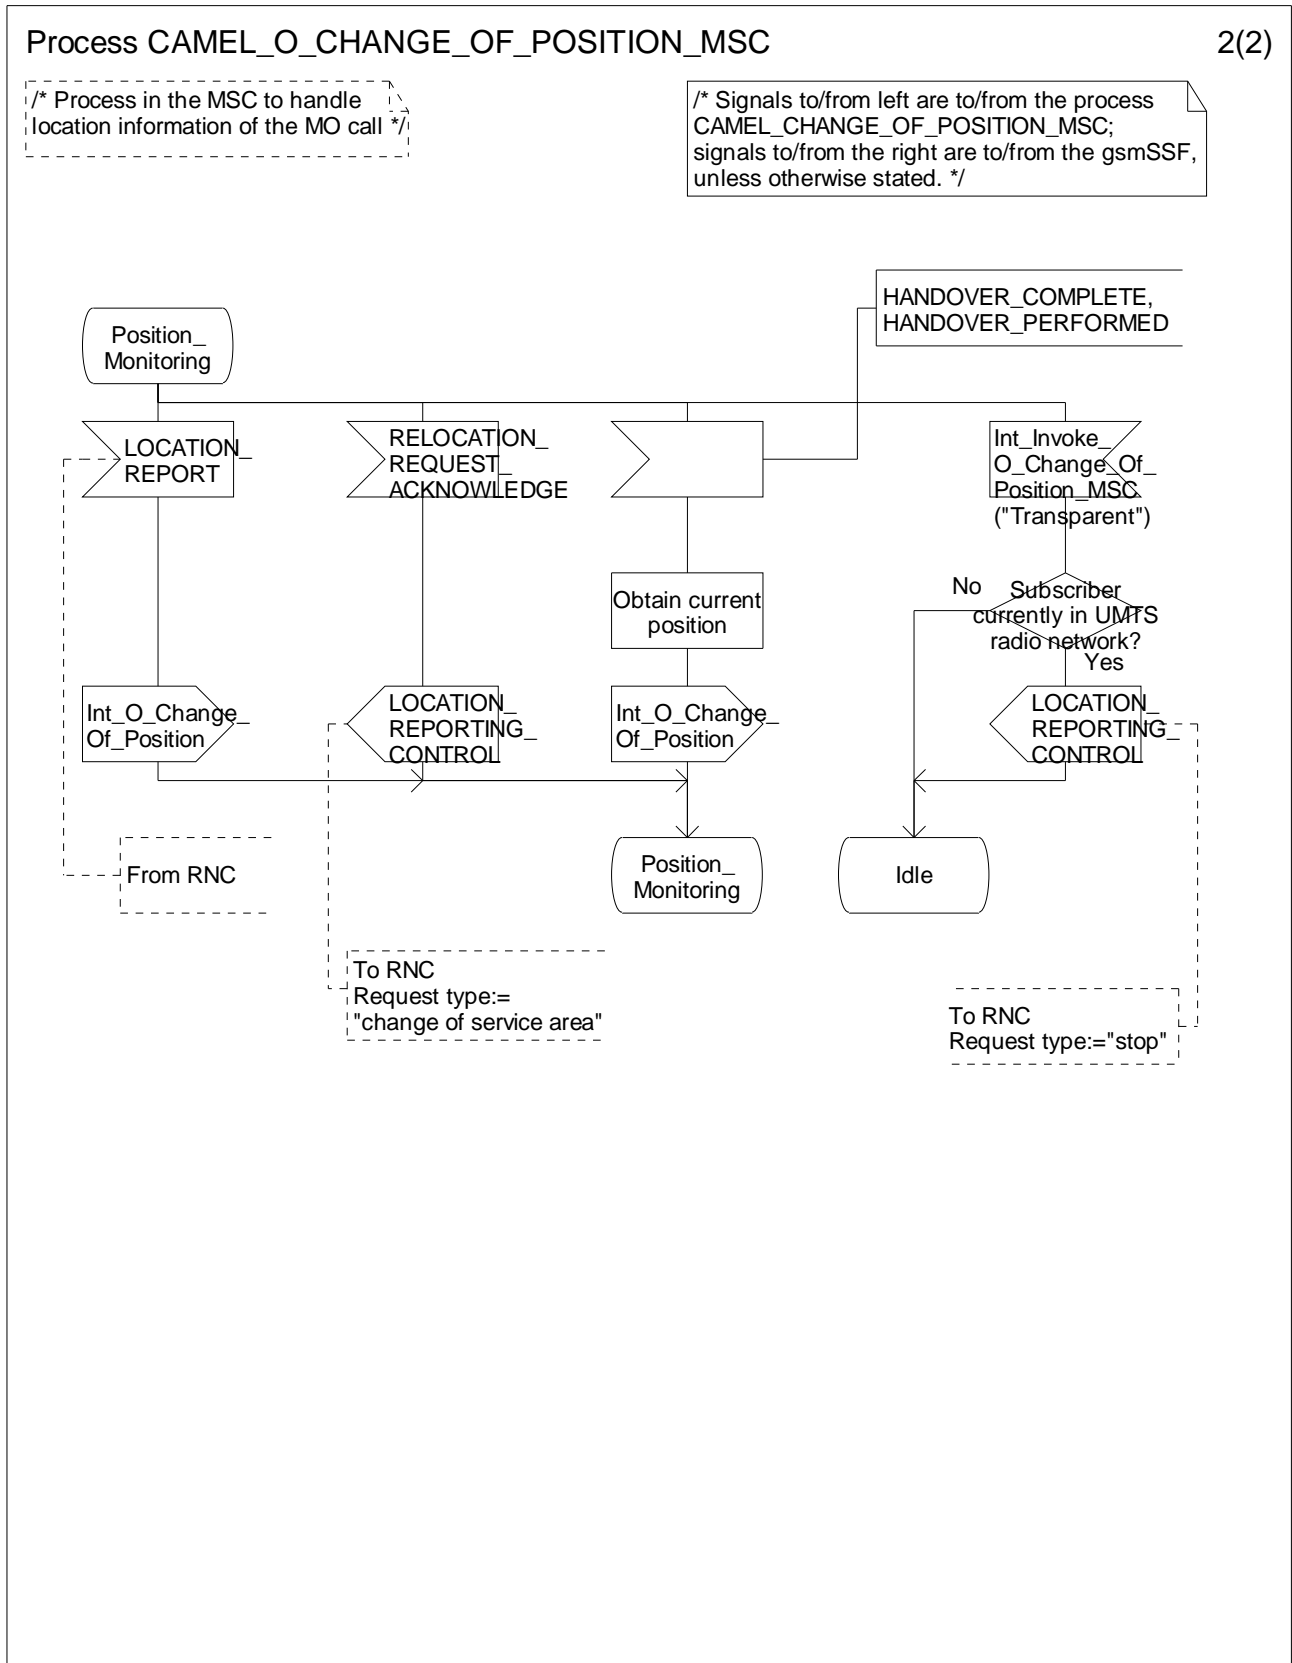 Process CAMEL_O_CHANGE_OF_POSITION_MSC
2(2)
/* Process in the MSC to handle
location information of the MO call */
/* Signals to/from left are to/from the process
CAMEL_CHANGE_OF_POSITION_MSC;
signals to/from the right are to/from the gsmSSF,
unless otherwise stated. */
HANDOVER_COMPLETE,
HANDOVER_PERFORMED
Position_
Monitoring
LOCATION_
REPORT
RELOCATION_
REQUEST_
ACKNOWLEDGE
Int_Invoke_
O_Change_Of_
Position_MSC
("Transparent")
Obtain current
position
No
Subscriber
currently in UMTS
radio network?
Yes
Int_O_Change_
Of_Position
LOCATION_
REPORTING_
CONTROL
Int_O_Change_
Of_Position
LOCATION_
REPORTING_
CONTROL
From RNC
Position_
Monitoring
Idle
To RNC
Request type:=
"change of service area"
To RNC
Request type:="stop"